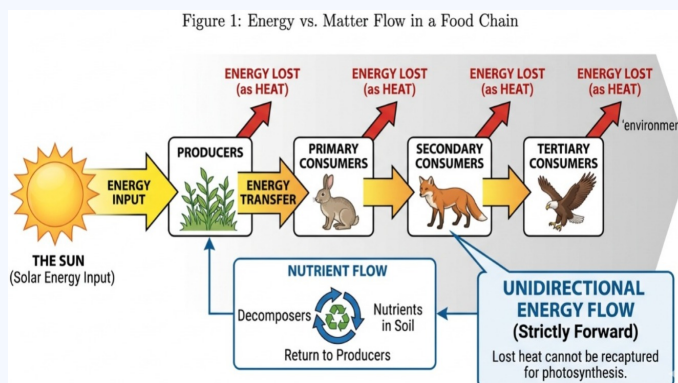 Figure 1: Energy vs. Matter Flow in a Food Chain
ENERGY LOST
(as HEAT)
ENERGY LOST
(as HEAT)
ENERGY LOST
(as HEAT)
ENERGY LOST
(as HEAT)
'environmen
PRODUCERS
PRIMARY
CONSUMERS
SECONDARY
CONSUMERS
TERTIARY
CONSUMERS
ENERGY
INPUT
ENERGY
TRANSFER
THE SUN
(Solar Energy Input)
NUTRIENT FLOW
Decomposers
Nutrients
in Soil
Return to Producers
UNIDIRECTIONAL
ENERGY FLOW
(Strictly Forward)
Lost heat cannot be recaptured
for photosynthesis.